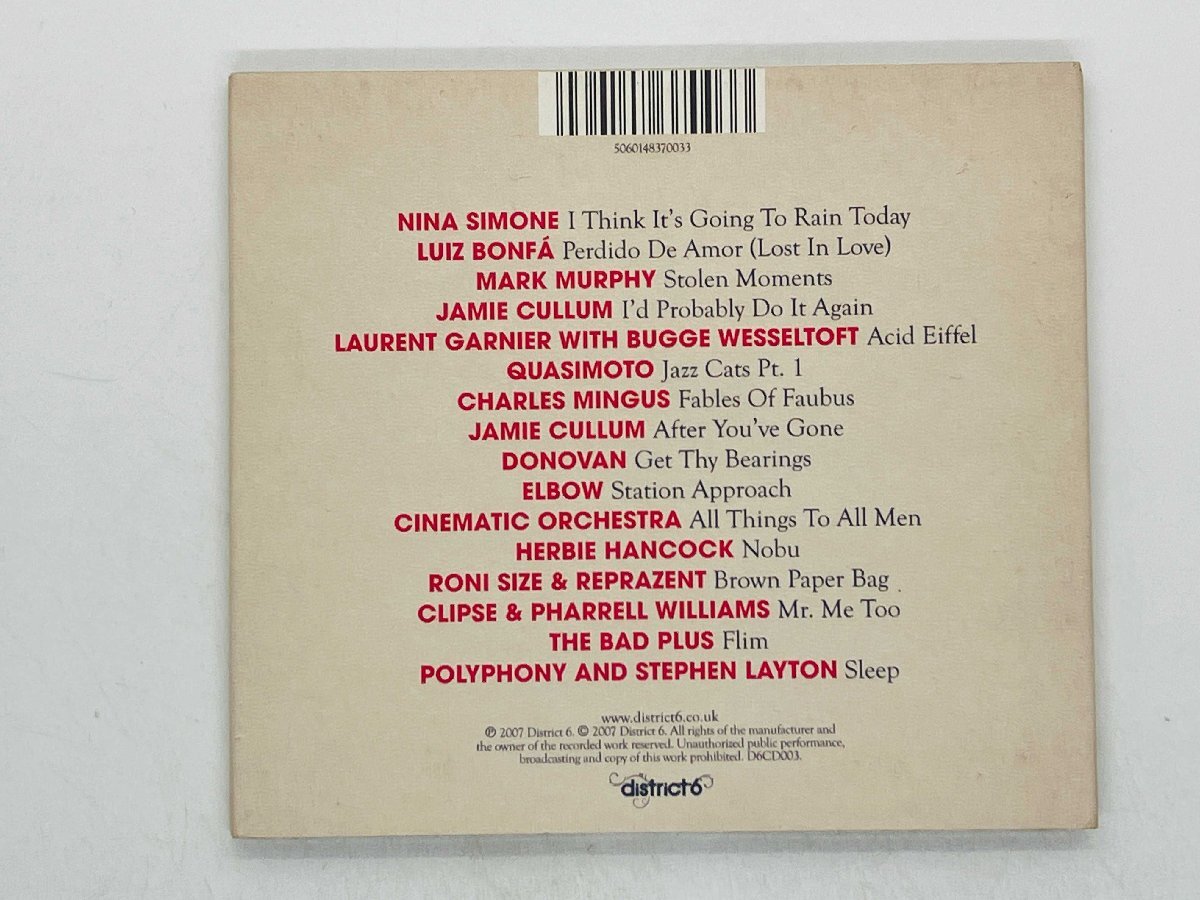 5060148370033
NINA SIMONE I Think It's Going To Rain Today
LUIZ BONFÁ Perdido De Amor (Lost In Love)
MARK MURPHY Stolen Moments
JAMIE CULLUM I'd Probably Do It Again
LAURENT GARNIER WITH BUGGE WESSELTOFT Acid Eiffel
QUASIMOTO Jazz Cats Pt. 1
CHARLES MINGUS Fables Of Faubus
JAMIE CULLUM After You've Gone
DONOVAN Get Thy Bearings
ELBOW Station Approach
CINEMATIC ORCHESTRA All Things To All Men
HERBIE HANCOCK Nobu
RONI SIZE & REPRAZENT Brown Paper Bag
CLIPSE & PHARRELL WILLIAMS Mr. Me Too
THE BAD PLUS Flim
POLYPHONY AND STEPHEN LAYTON Sleep
www.district6.co.uk
℗ 2007 District 6. © 2007 District 6. All rights of the manufacturer and
the owner of the recorded work reserved. Unauthorised public performance,
broadcasting and copy of this work prohibited. D6CD003.
district6